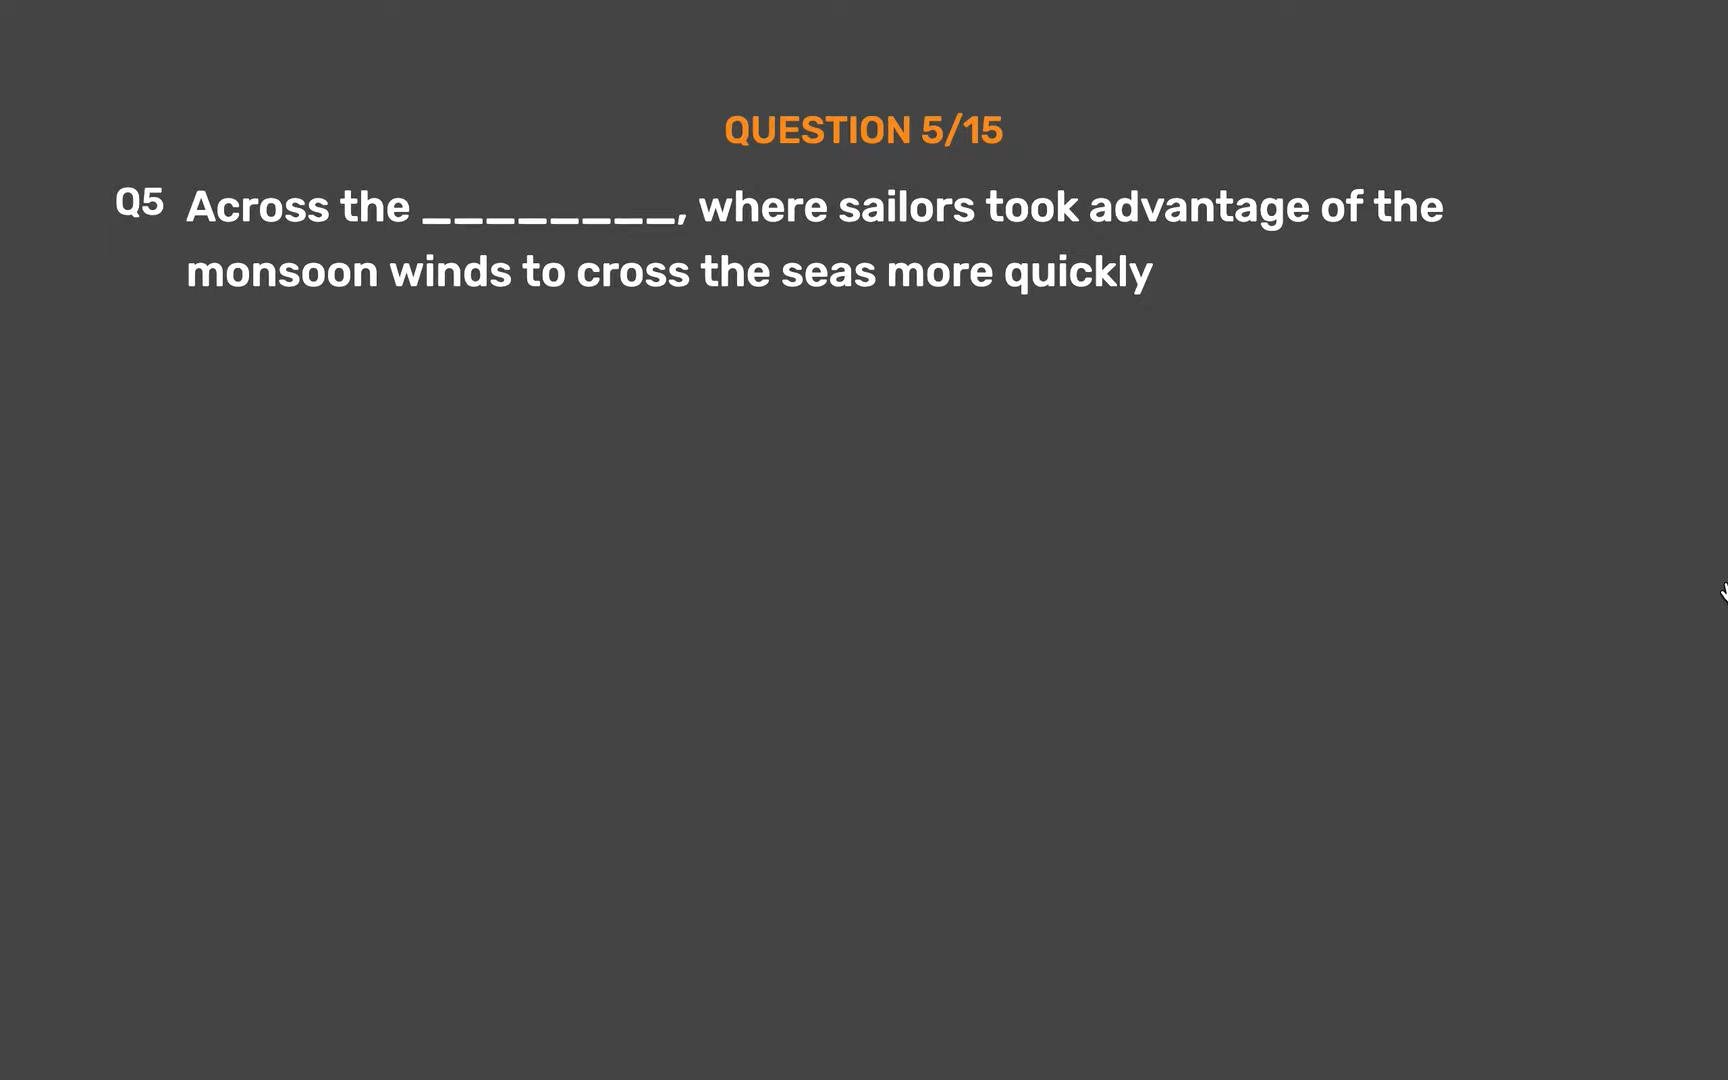 QUESTION 5/15
Q5 Across the ________, where sailors took advantage of the
monsoon winds to cross the seas more quickly